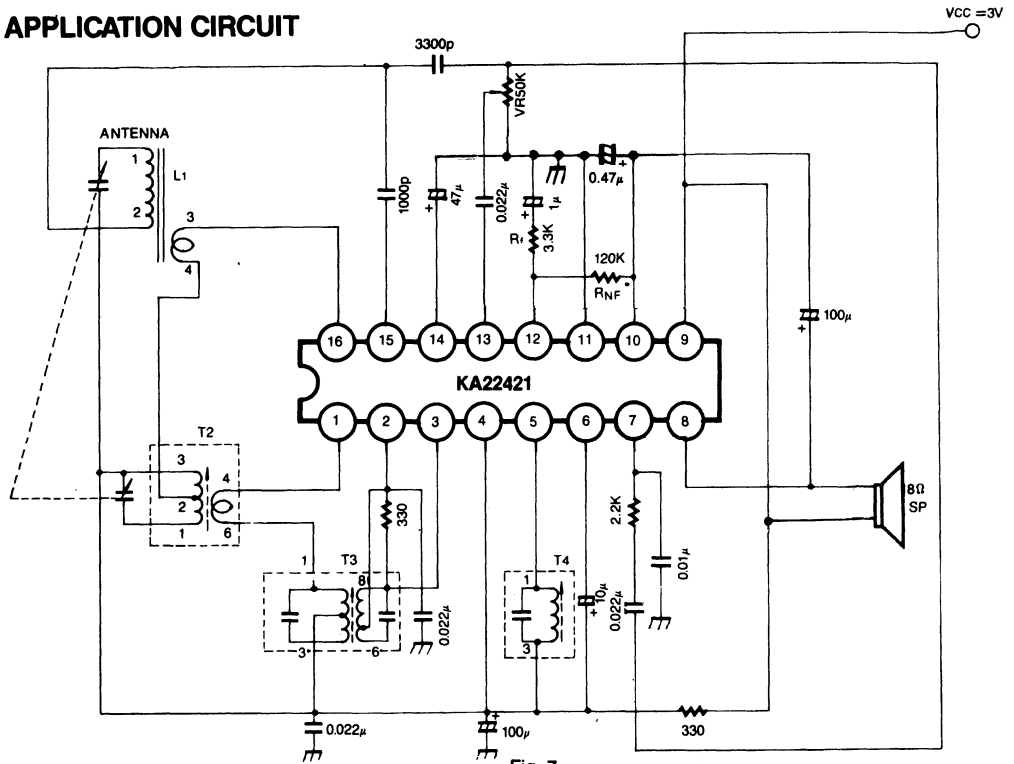 APPLICATION CIRCUIT
VCC =3V
3300p
VR50K
ANTENNA
1
L1
2
3
4
1000p
47μ
+
0.022μ
1μ
+
Rf
3.3K
0.47μ
+
120K
RNF
100μ
+
16
15
14
13
12
11
10
9
KA22421
1
2
3
4
5
6
7
8
T2
3
4
2
1
6
330
2.2K
8Ω
SP
0.01μ
1
T3
8
3
6
0.022μ
T4
1
3
10μ
+
0.022μ
0.022μ
+
100μ
330